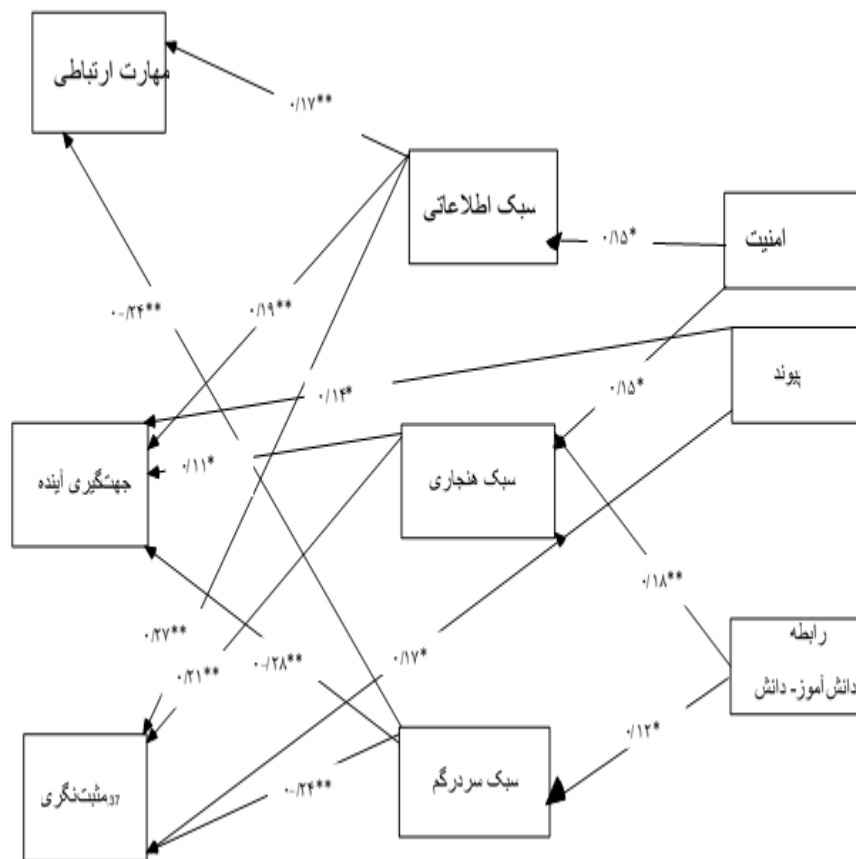 مهارت ارتباطی
۰/۱۷**
سبک اطلاعاتی
امنیت
۰/۱۵*
۰-/۲۴**
۰/۱۹**
پیوند
۰/۱۵*
۰/۱۴*
جهتگیری آینده
۰/۱۱*
سبک هنجاری
۰/۱۸**
رابطه
دانش‌آموز- دانش
۰/۲۷**
۰-/۲۸**
۰/۱۷*
۰/۲۱**
۰/۱۲*
مثبت‌نگری.37
۰-/۲۴**
سبک سردرگم